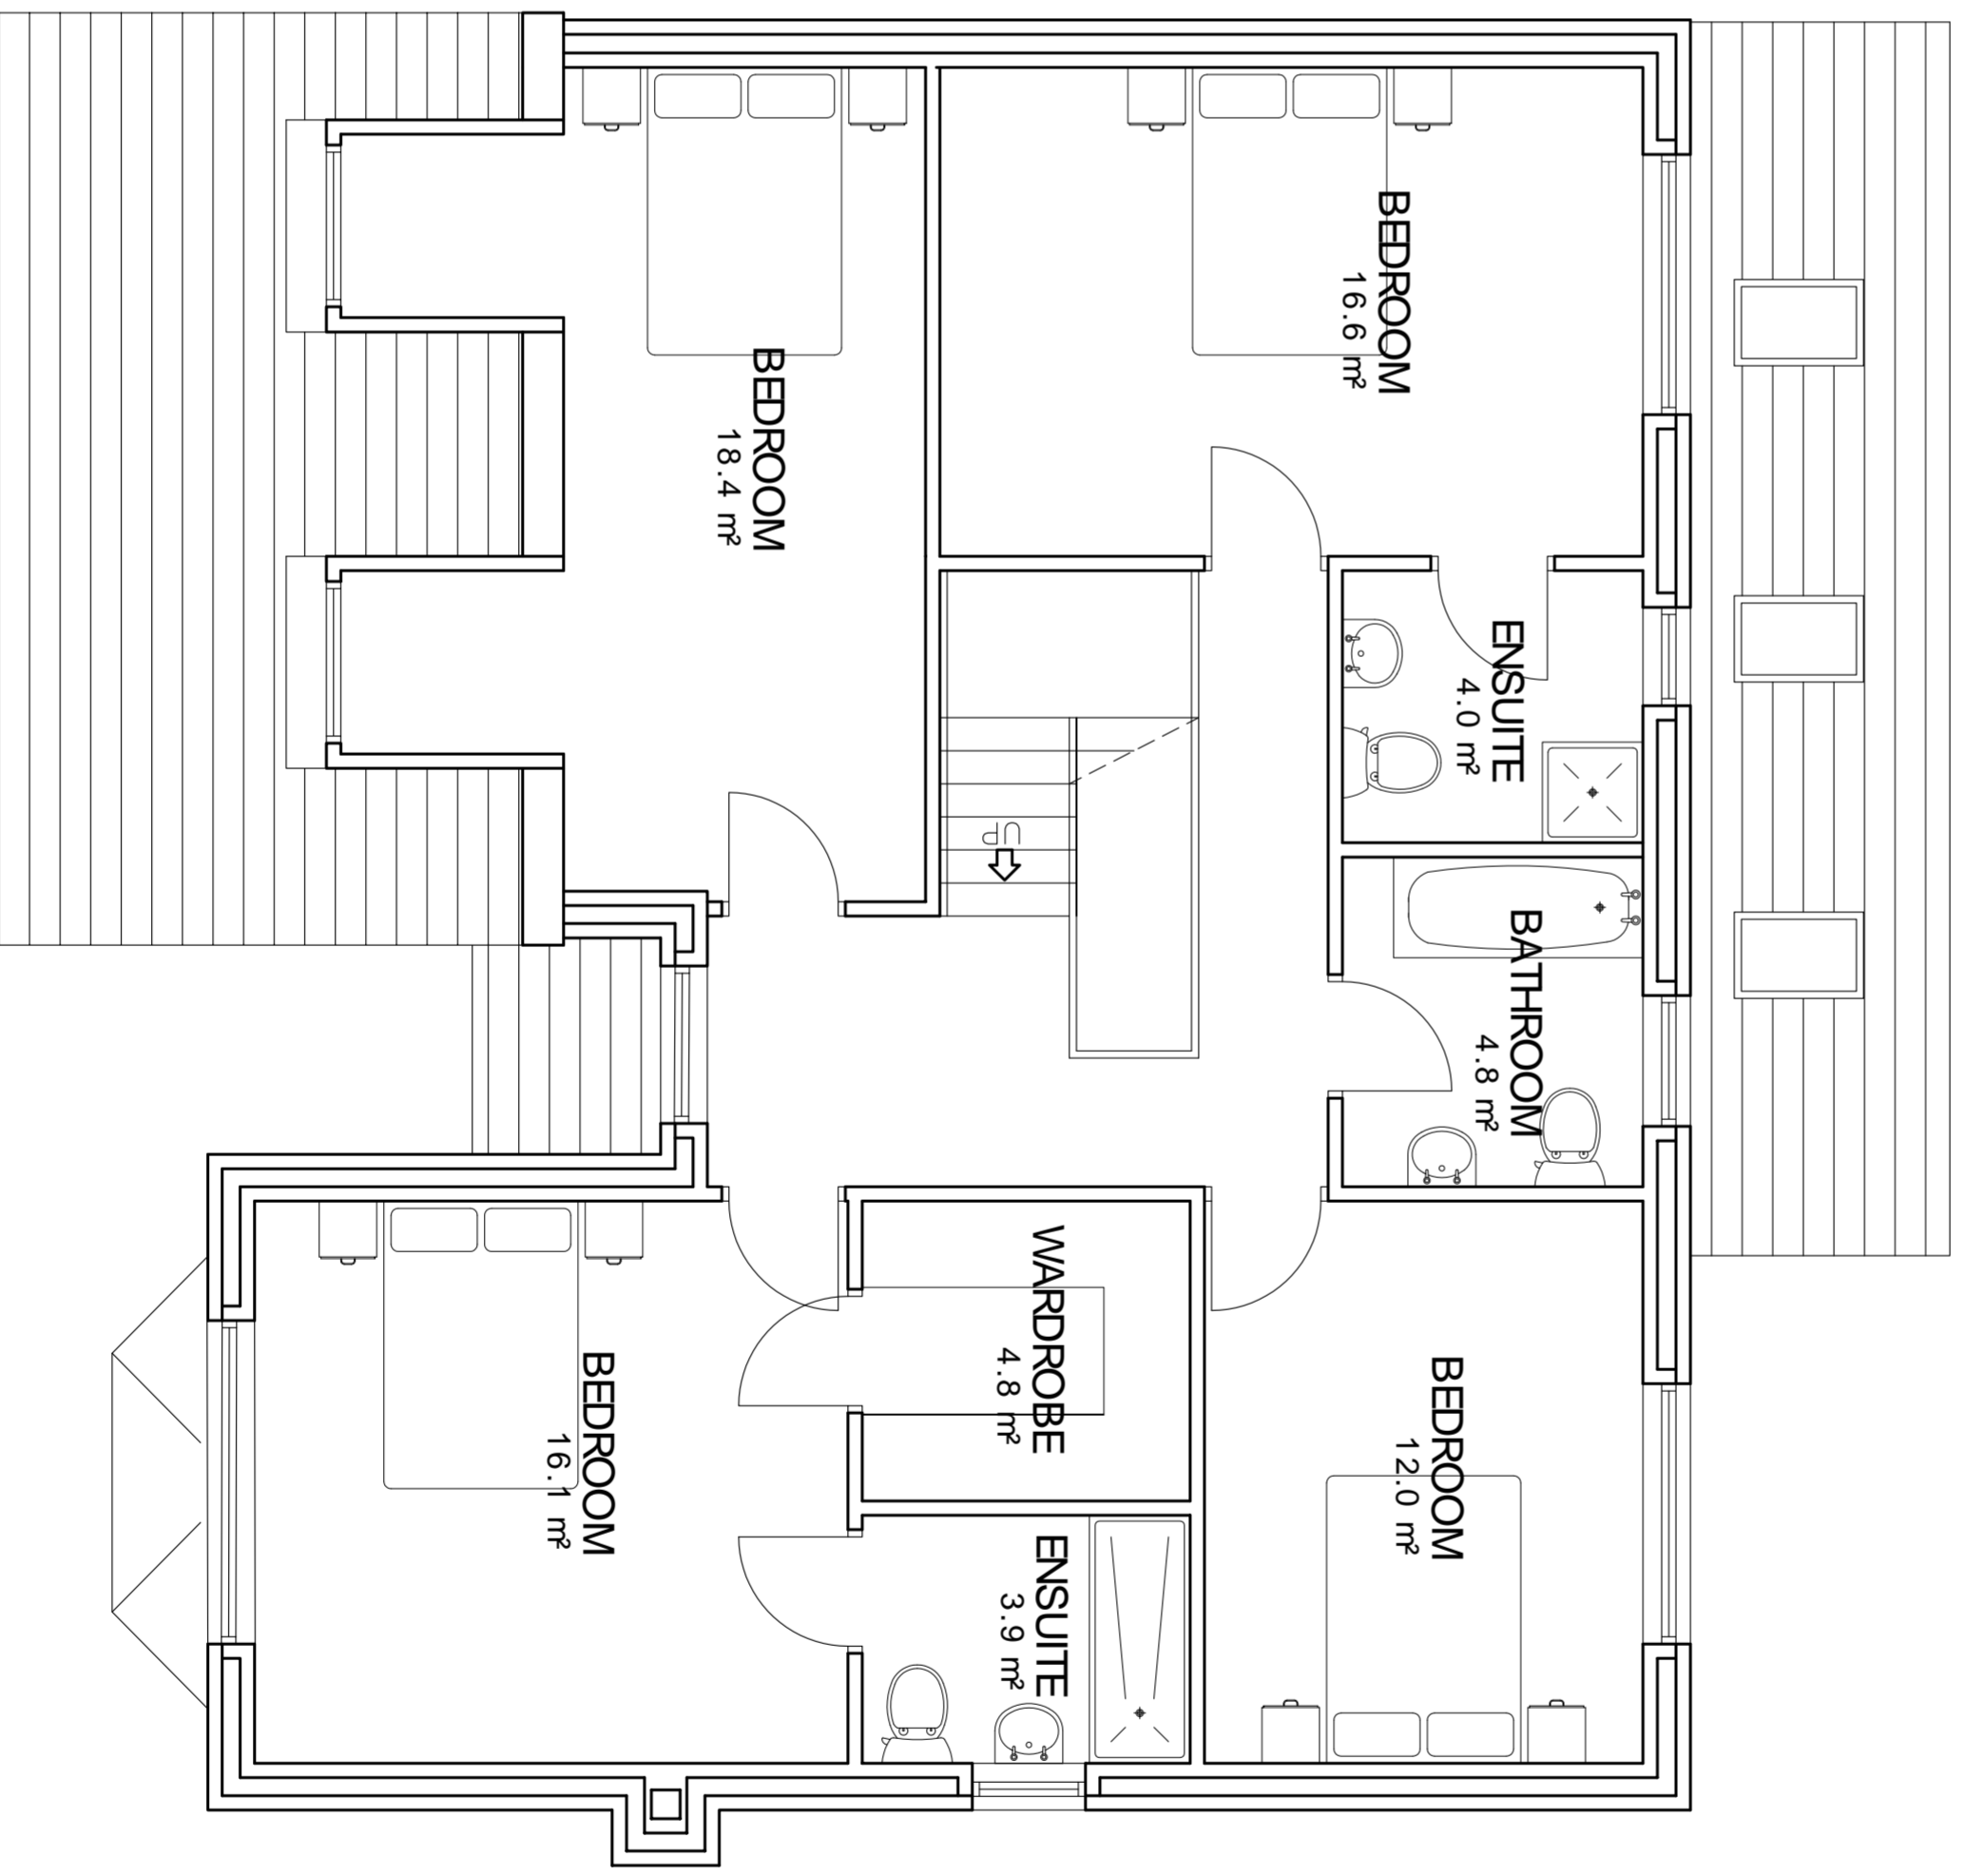 BEDROOM
16.6 m²
BEDROOM
18.4 m²
ENSUITE
4.0 m²
UP
BATHROOM
4.8 m²
WARDROBE
4.8 m²
BEDROOM
12.0 m²
BEDROOM
16.1 m²
ENSUITE
3.9 m²